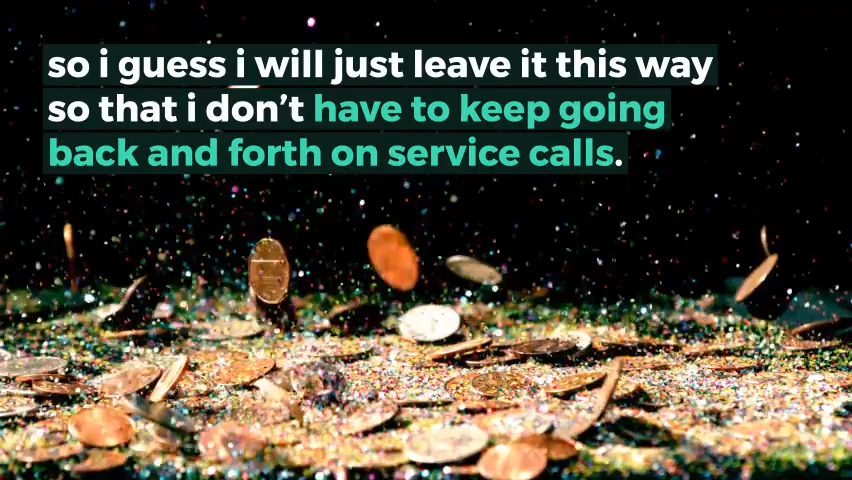 so i guess i will just leave it this way
so that i don’t have to keep going
back and forth on service calls.